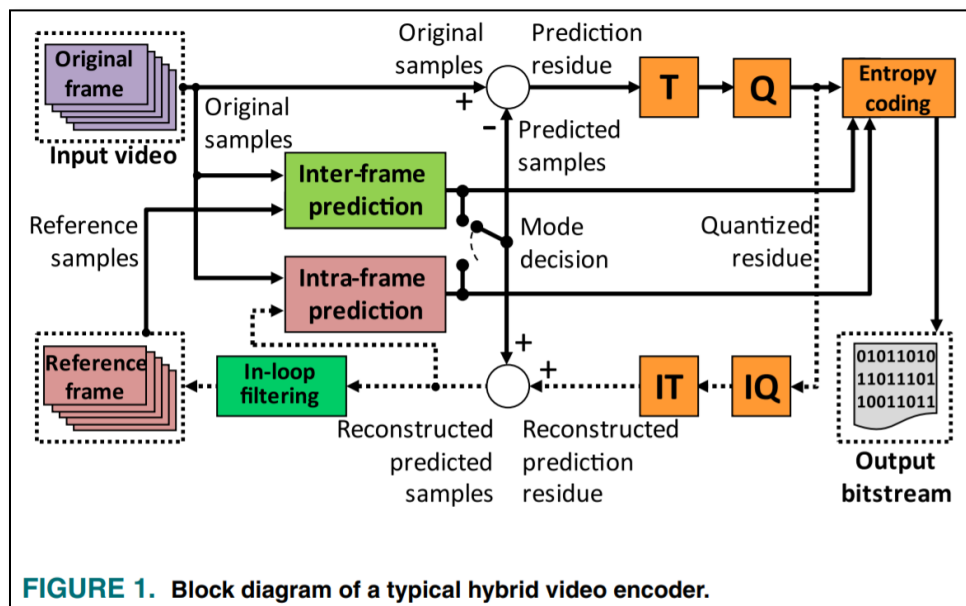 Original
frame
Input video
Original
samples
Prediction
residue
+
T
Q
Entropy
coding
Original
samples
-
Predicted
samples
Inter-frame
prediction
Reference
samples
Mode
decision
Quantized
residue
Intra-frame
prediction
Reference
frame
In-loop
filtering
+
+
IT
IQ
01011010
11011101
10011011
Reconstructed
predicted
samples
Reconstructed
prediction
residue
Output
bitstream
FIGURE 1. Block diagram of a typical hybrid video encoder.